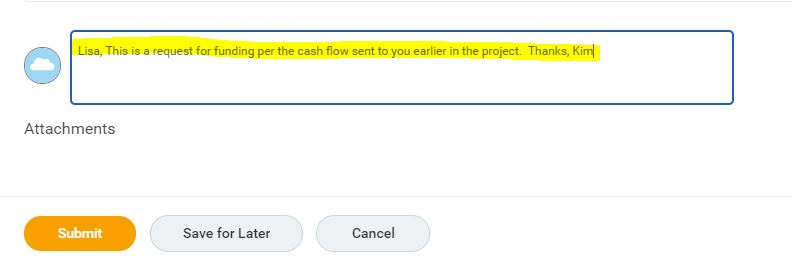 Lisa, This is a request for funding per the cash flow sent to you earlier in the project.  Thanks, Kim
Attachments
Submit
Save for Later
Cancel